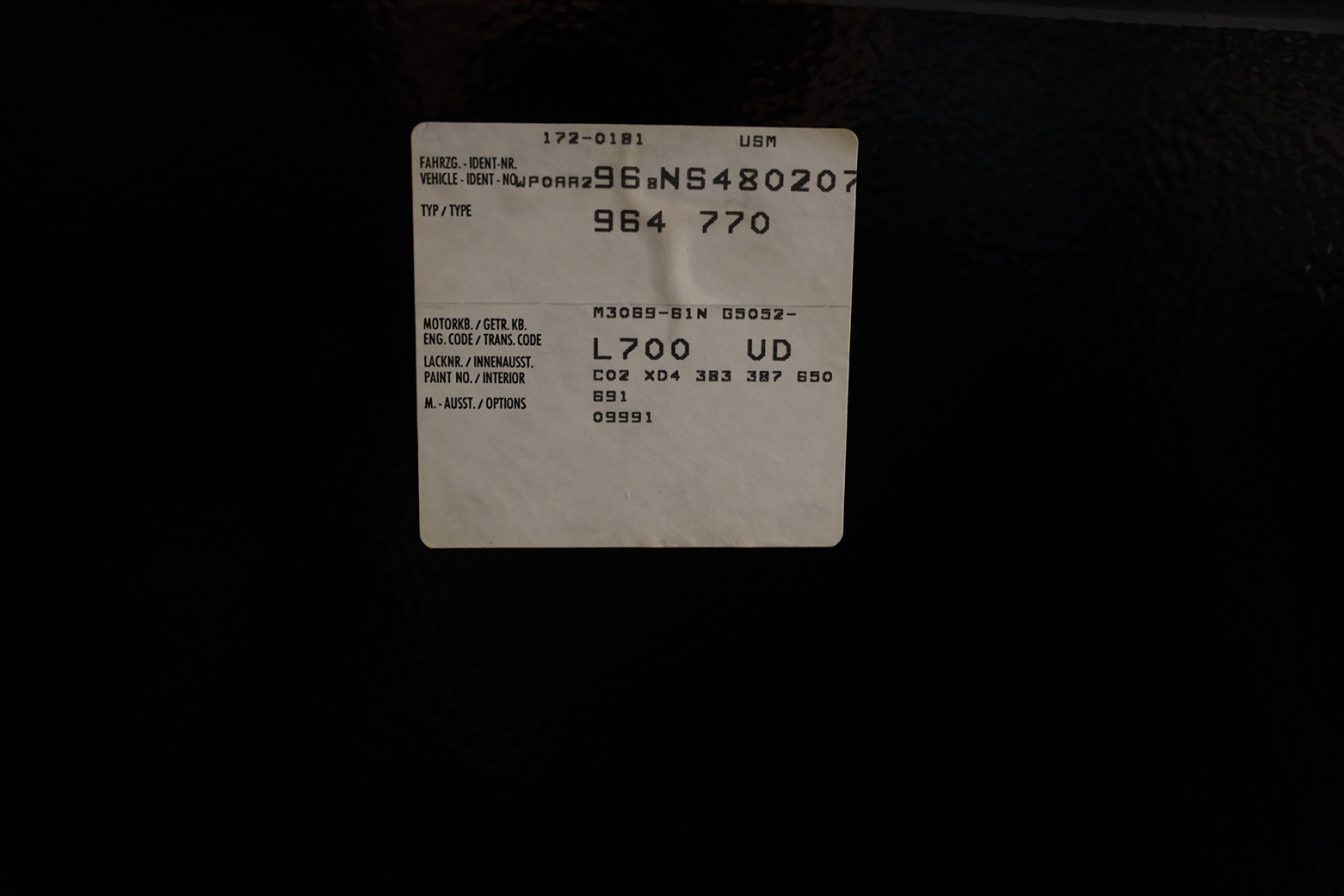 172-0181 USM
FAHRZG. - IDENT-NR.
VEHICLE - IDENT - NO. WP0AA2968NS480207
TYP / TYPE 964 770
M3069-61N G5052-
MOTORKB. / GETR. KB.
ENG. CODE / TRANS. CODE
L700 VD
LACKNR. / INNENAUSST.
PAINT NO. / INTERIOR
C02 XD4 383 387 650
M. - AUSST. / OPTIONS
691
09991